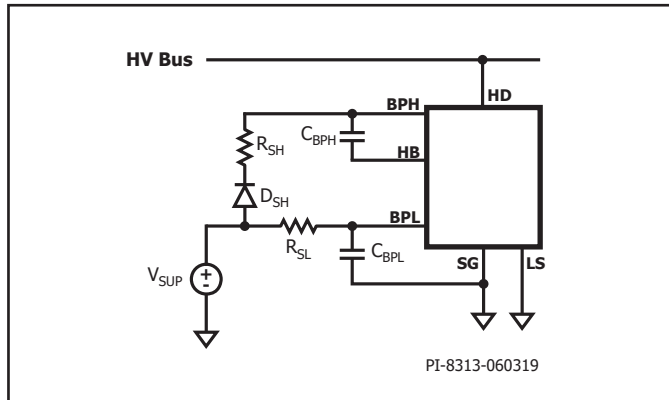 HV Bus
HD
BPH
C_BPH
R_SH
HB
D_SH
BPL
R_SL
C_BPL
SG
LS
V_SUP
+
-
PI-8313-060319